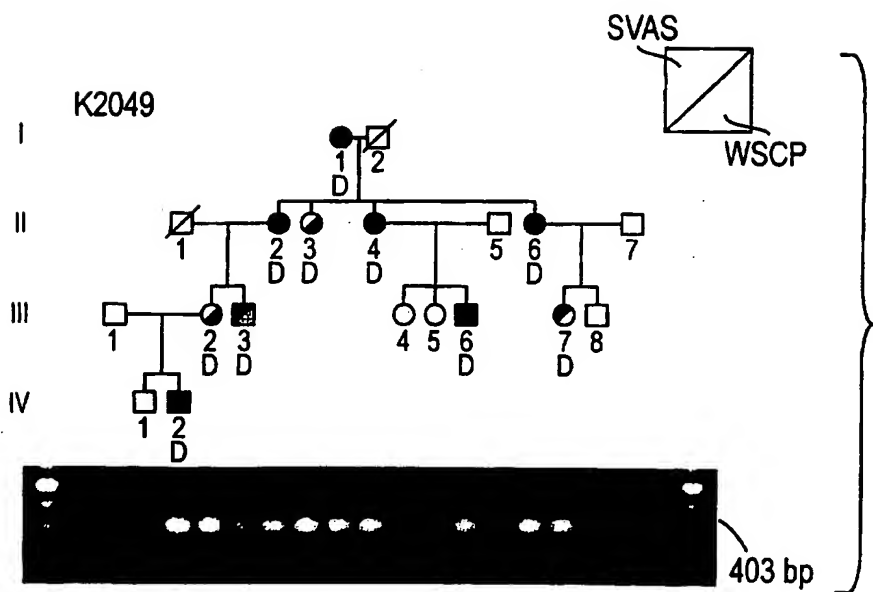 SVAS
WSCP
K2049
I
1 2
D
II
1 2 3 4 5 6 7
D D D D
III
1 2 3 4 5 6 7 8
D D D D
IV
1 2
D
403 bp